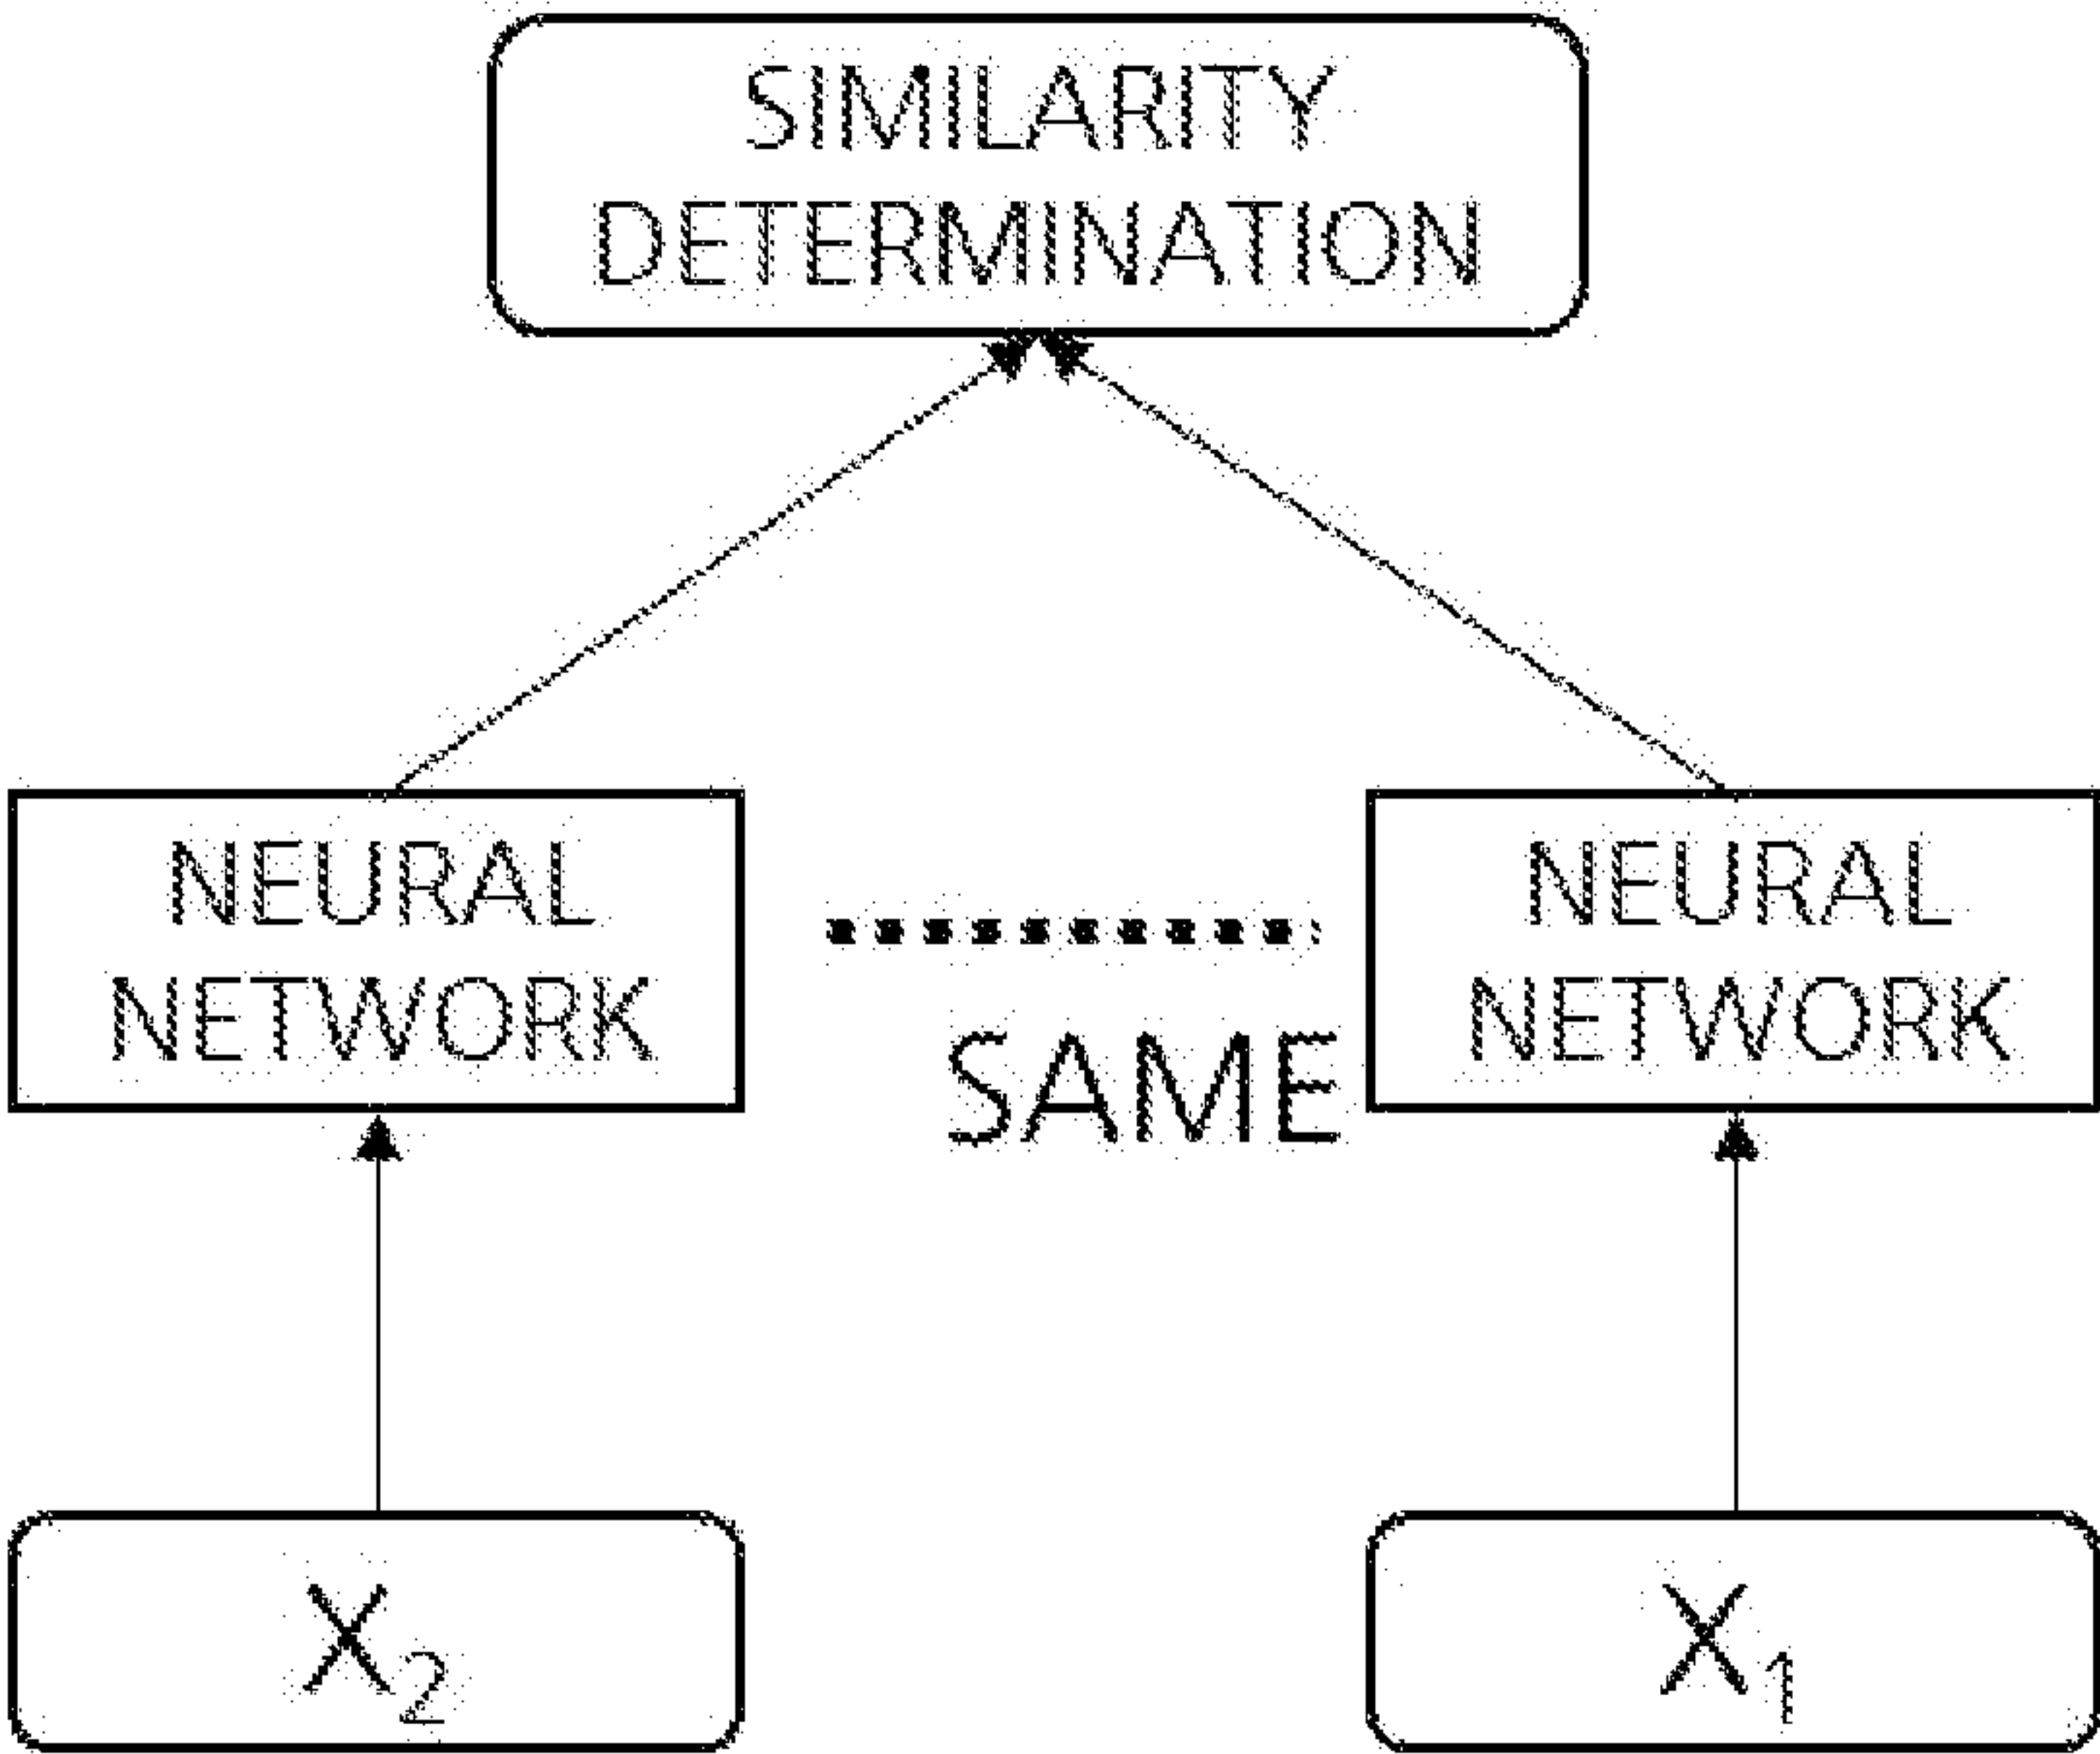 SIMILARITY
DETERMINATION
NEURAL
NETWORK
SAME
NEURAL
NETWORK
X₂
X₁